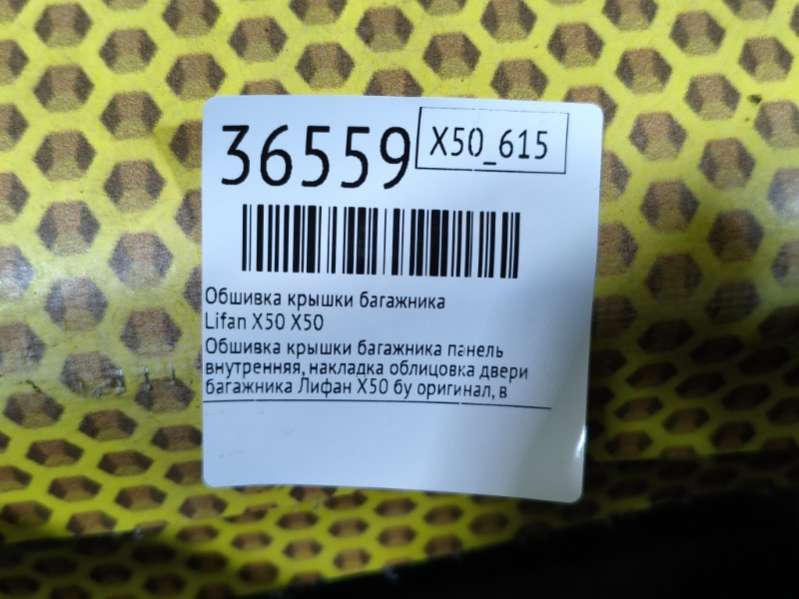 36559
X50_615
Обшивка крышки багажника
Lifan X50 X50
Обшивка крышки багажника панель
внутренняя, накладка облицовка двери
багажника Лифан X50 бу оригинал, в